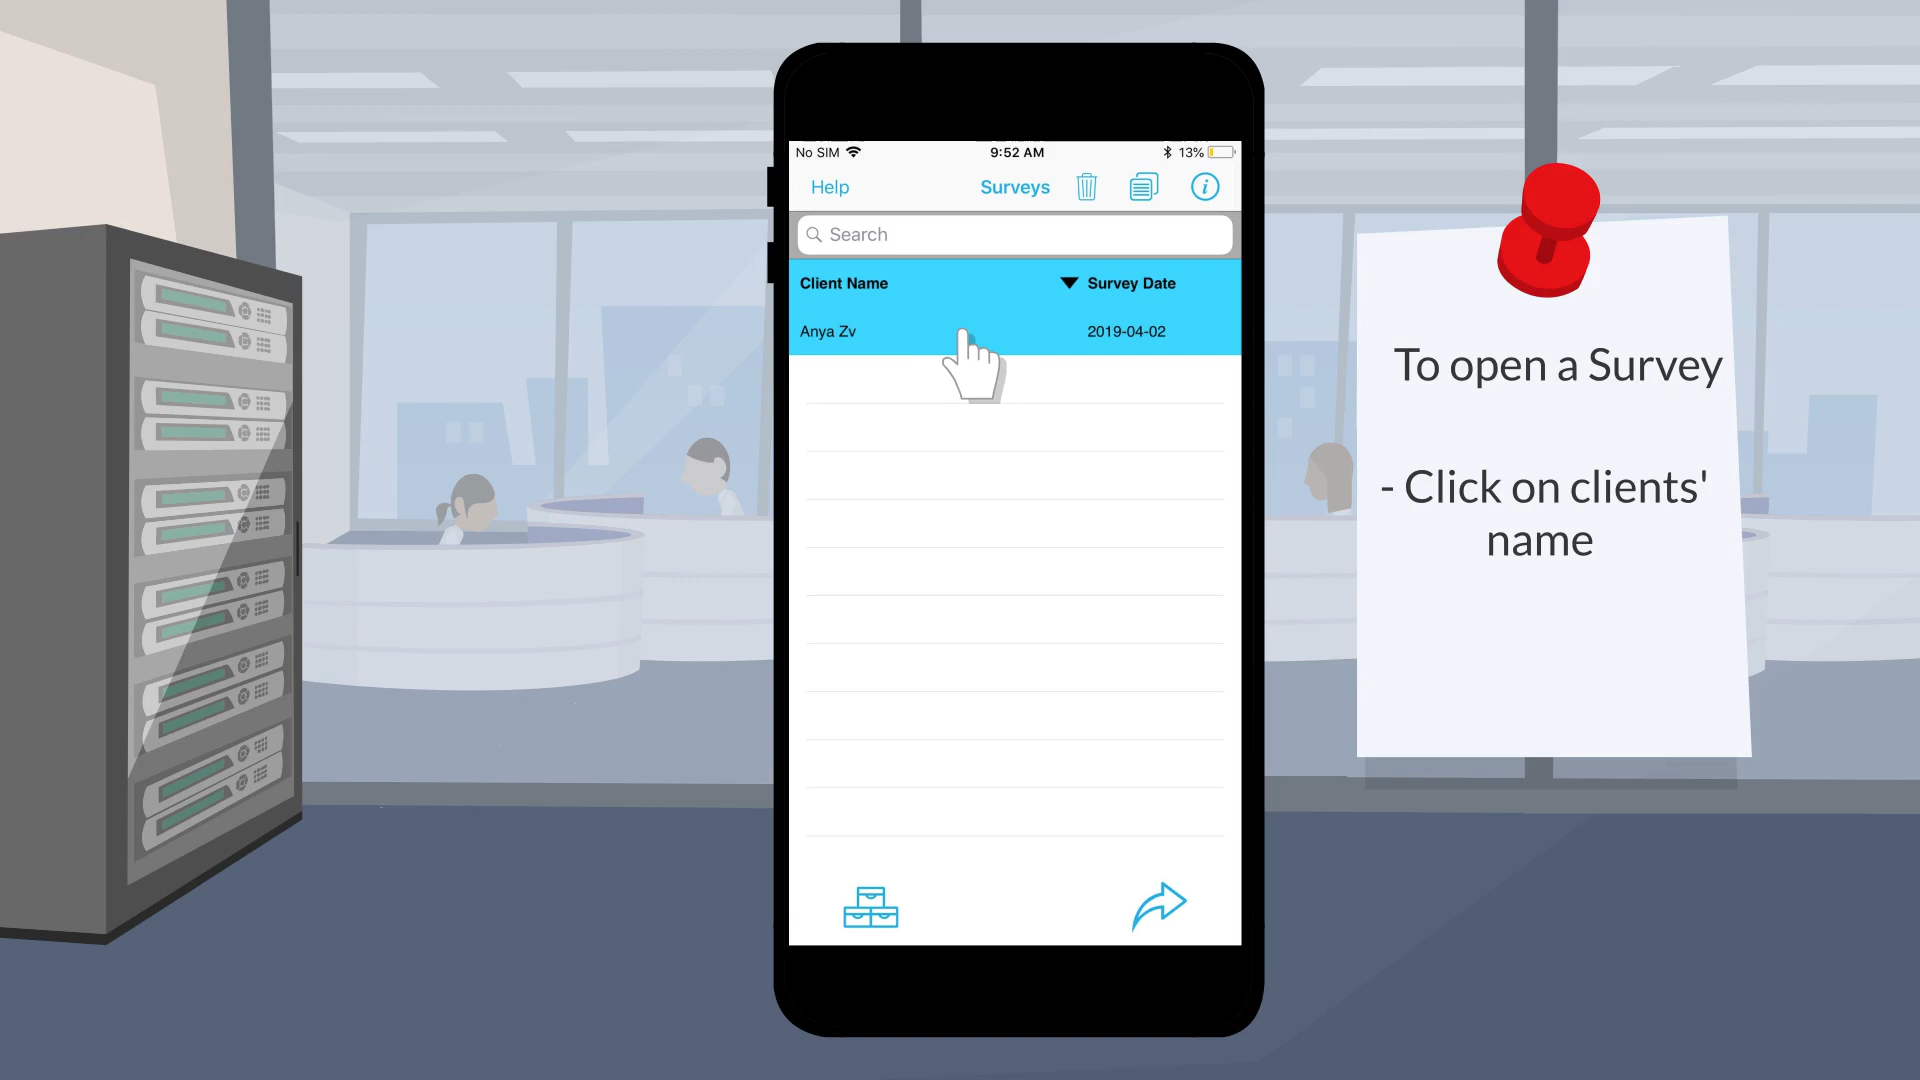 No SIM 9:52 AM 13%
Help Surveys
Search
Client Name Survey Date
Anya Zv 2019-04-02
To open a Survey
- Click on clients'
name